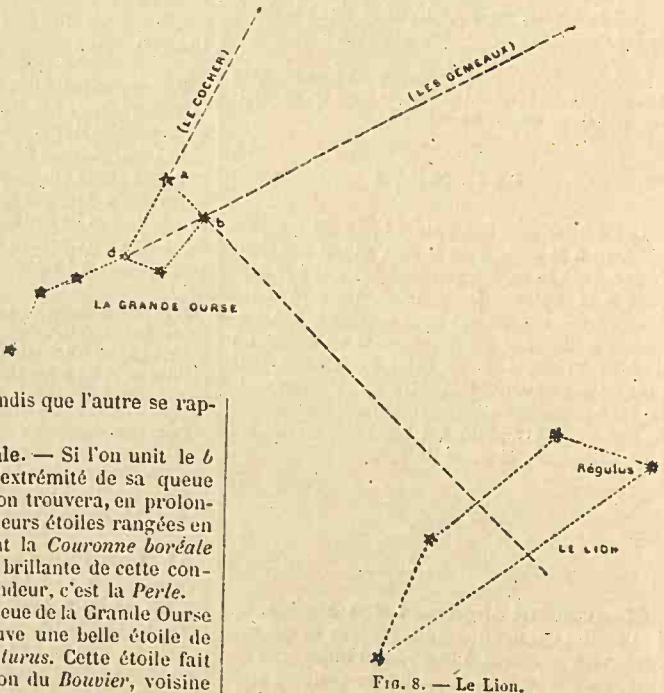 (LE COCHER)
(LES GÉMEAUX)
a
b
d
LA GRANDE OURSE
Régulus
LE LION
ndis que l'autre se rap-
ale. — Si l'on unit le b
extrémité de sa queue
on trouvera, en prolon-
eurs étoiles rangées en
nt la Couronne boréale
brillante de cette con-
ndeur, c'est la Perle.
eue de la Grande Ourse
uve une belle étoile de
turus. Cette étoile fait
on du Bouvier, voisine
FIG. 8. — Le Lion.